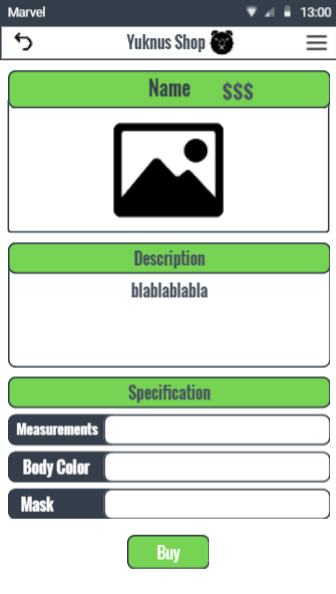 Marvel 13:00
Yuknus Shop
Name $$$
Description
blablablabla
Specification
Measurements
Body Color
Mask
Buy